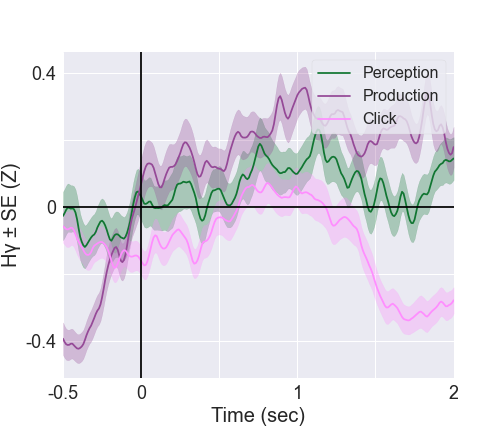 Perception
Production
Click
0.4
0
-0.4
Hγ ± SE (Z)
-0.5
0
1
2
Time (sec)